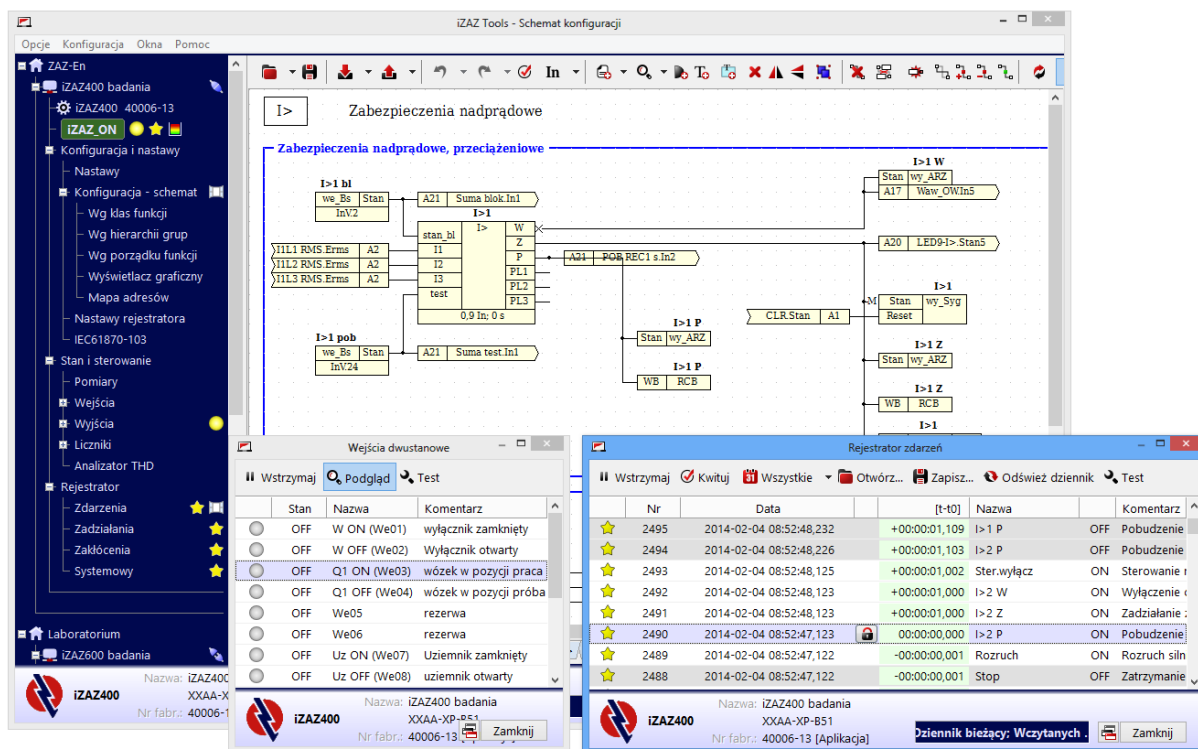 iZAZ Tools - Schemat konfiguracji
Opcje Konfiguracja Okna Pomoc
ZAZ-En
iZAZ400 badania
iZAZ400 40006-13
iZAZ_ON
Konfiguracja i nastawy
Nastawy
Konfiguracja - schemat
Wg klas funkcji
Wg hierarchii grup
Wg porządku funkcji
Wyświetlacz graficzny
Mapa adresów
Nastawy rejestratora
IEC61870-103
Stan i sterowanie
Pomiary
Wejścia
Wyjścia
Liczniki
Analizator THD
Rejestrator
Zdarzenia
Zadziałania
Zakłócenia
Systemowy
Laboratorium
iZAZ600 badania
Nazwa: iZAZ400
iZAZ400 XXAA-X
Nr fabr.: 40006-1
In
I> Zabezpieczenia nadprądowe
Zabezpieczenia nadprądowe, przeciążeniowe
I>1 bl
we_Bs Stan
InV.2
A21 Suma blok.In1
I>1
stan_bl I> W
Z
I1 P
I2 PL1
I3 PL2
test PL3
0,9 In; 0 s
I1L1 RMS.Erms A2
I1L2 RMS.Erms A2
I1L3 RMS.Erms A2
I>1 pob
we_Bs Stan
InV.24
A21 Suma test.In1
A21 POB REC1 s.In2
I>1 P
Stan wy_ARZ
I>1 P
WB RCB
I>1 W
Stan wy_ARZ
A17 Waw_OW.In5
A20 LED9-I>.Stan5
CLR.Stan A1
I>1
M Stan wy_Syg
Reset
I>1 Z
Stan wy_ARZ
I>1 Z
WB RCB
I>1
Wejścia dwustanowe
Wstrzymaj Podgląd Test
Stan Nazwa Komentarz
OFF W ON (We01) wyłącznik zamknięty
OFF W OFF (We02) Wyłącznik otwarty
OFF Q1 ON (We03) wózek w pozycji praca
OFF Q1 OFF (We04) wózek w pozycji próba
OFF We05 rezerwa
OFF We06 rezerwa
OFF Uz ON (We07) Uziemnik zamknięty
OFF Uz OFF (We08) uziemnik otwarty
Nazwa: iZAZ400 badania
iZAZ400 XXAA-XP-B51
Nr fabr.: 40006-13 Zamknij
Rejestrator zdarzeń
Wstrzymaj Kwituj Wszystkie Otwórz... Zapisz... Odśwież dziennik Test
Nr Data [t-t0] Nazwa Komentarz
2495 2014-02-04 08:52:48,232 +00:00:01,109 I>1 P OFF Pobudzenie
2494 2014-02-04 08:52:48,226 +00:00:01,103 I>2 P OFF Pobudzenie
2493 2014-02-04 08:52:48,125 +00:00:01,002 Ster.wyłącz ON Sterowanie
2492 2014-02-04 08:52:48,123 +00:00:01,000 I>2 W ON Wyłączenie
2491 2014-02-04 08:52:48,123 +00:00:01,000 I>2 Z ON Zadziałanie
2490 2014-02-04 08:52:47,123 00:00:00,000 I>2 P ON Pobudzenie
2489 2014-02-04 08:52:47,122 -00:00:00,001 Rozruch ON Rozruch siln
2488 2014-02-04 08:52:47,122 -00:00:00,001 Stop OFF Zatrzymanie
Nazwa: iZAZ400 badania
iZAZ400 XXAA-XP-B51
Nr fabr.: 40006-13 [Aplikacja] Dziennik bieżący; Wczytanych . Zamknij